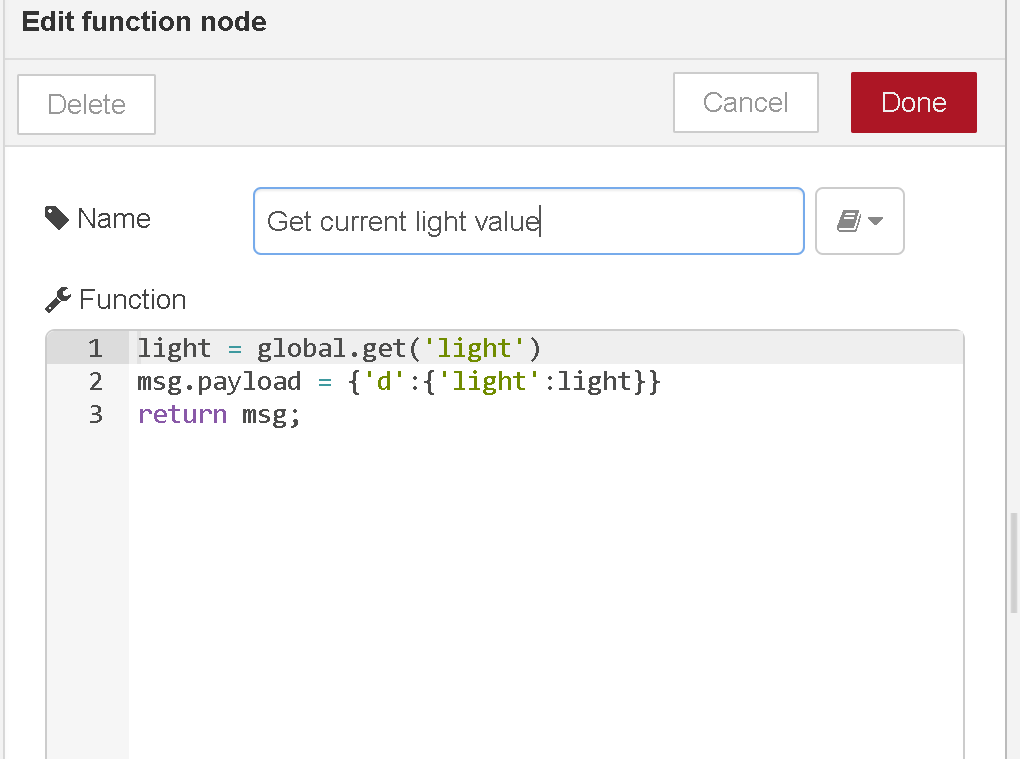 Edit function node
Delete
Cancel
Done
Name
Get current light value
Function
1 light = global.get('light')
2 msg.payload = {'d':{'light':light}}
3 return msg;